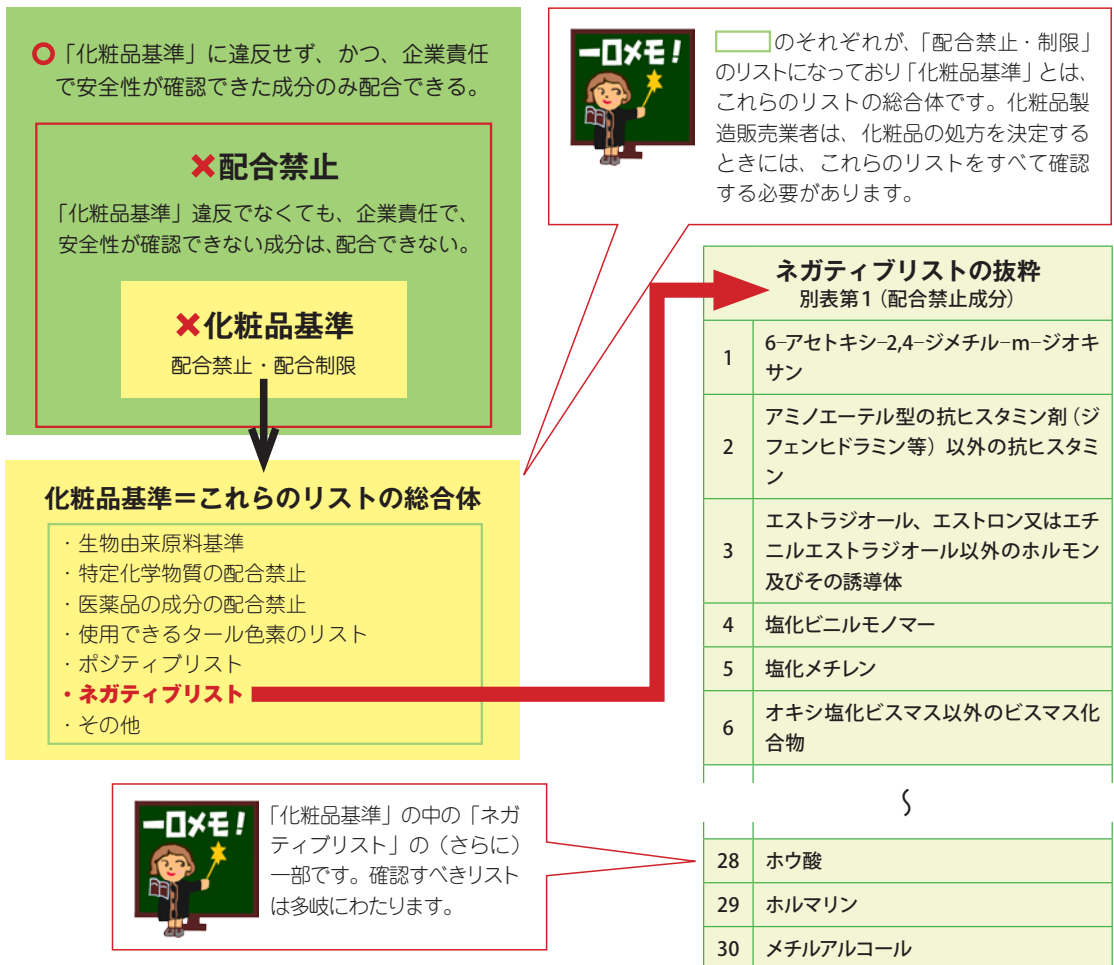 「化粧品基準」に違反せず、かつ、企業責任
で安全性が確認できた成分のみ配合できる。
配合禁止
「化粧品基準」違反でなくても、企業責任で、
安全性が確認できない成分は、配合できない。
化粧品基準
配合禁止・配合制限
化粧品基準＝これらのリストの総合体
・生物由来原料基準
・特定化学物質の配合禁止
・医薬品の成分の配合禁止
・使用できるタール色素のリスト
・ポジティブリスト
・ネガティブリスト
・その他
一口メモ！
のそれぞれが、「配合禁止・制限」
のリストになっており「化粧品基準」とは、
これらのリストの総合体です。化粧品製
造販売業者は、化粧品の処方を決定する
ときには、これらのリストをすべて確認
する必要があります。
ネガティブリストの抜粋
別表第1（配合禁止成分）
1 6−アセトキシ−2,4−ジメチル−m−ジオキ
サン
2 アミノエーテル型の抗ヒスタミン剤（ジ
フェンヒドラミン等）以外の抗ヒスタミ
ン
3 エストラジオール、エストロン又はエチ
ニルエストラジオール以外のホルモン
及びその誘導体
4 塩化ビニルモノマー
5 塩化メチレン
6 オキシ塩化ビスマス以外のビスマス化
合物
〜
28 ホウ酸
29 ホルマリン
30 メチルアルコール
一口メモ！
「化粧品基準」の中の「ネガ
ティブリスト」の（さらに）
一部です。確認すべきリスト
は多岐にわたります。